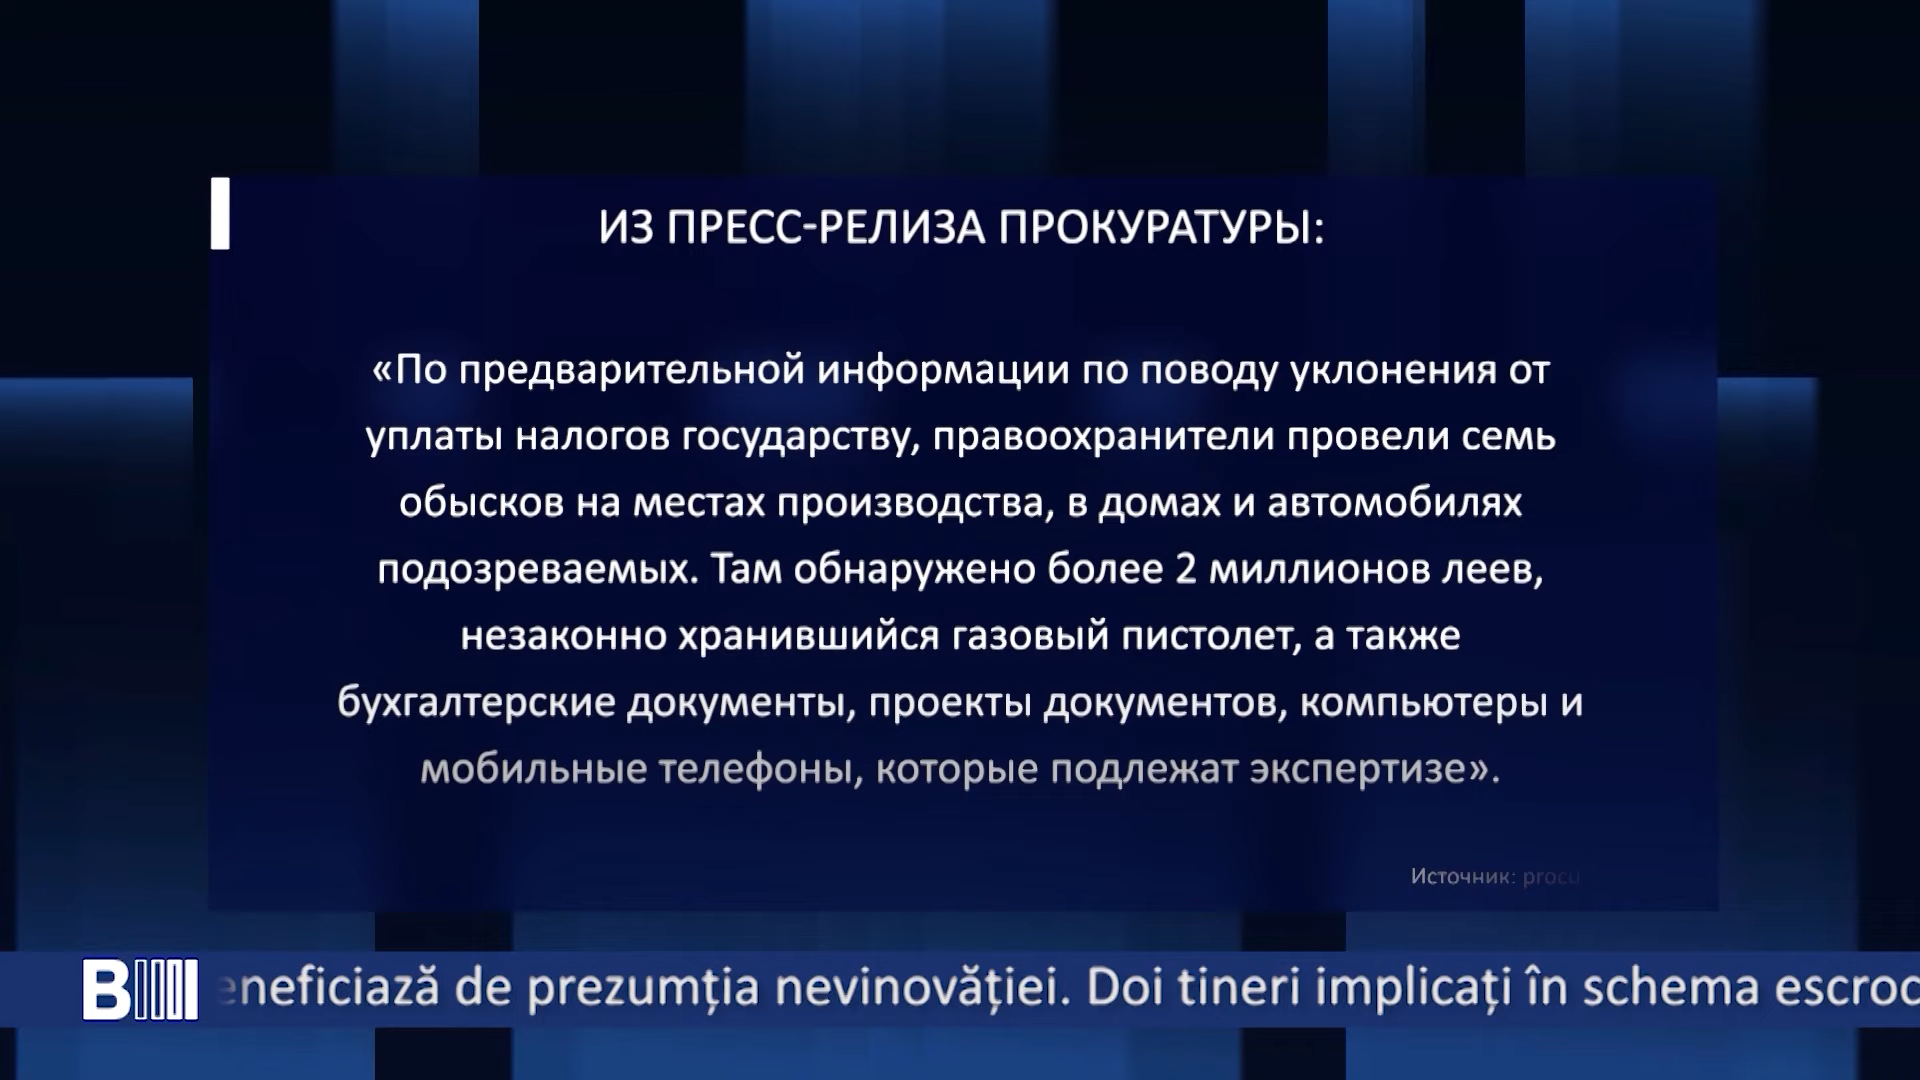 ИЗ ПРЕСС-РЕЛИЗА ПРОКУРАТУРЫ:
«По предварительной информации по поводу уклонения от
уплаты налогов государству, правоохранители провели семь
обысков на местах производства, в домах и автомобилях
подозреваемых. Там обнаружено более 2 миллионов леев,
незаконно хранившийся газовый пистолет, а также
бухгалтерские документы, проекты документов, компьютеры и
мобильные телефоны, которые подлежат экспертизе».
Источник:
B
de prezumția nevinovăției. Doi tineri implicați în schema